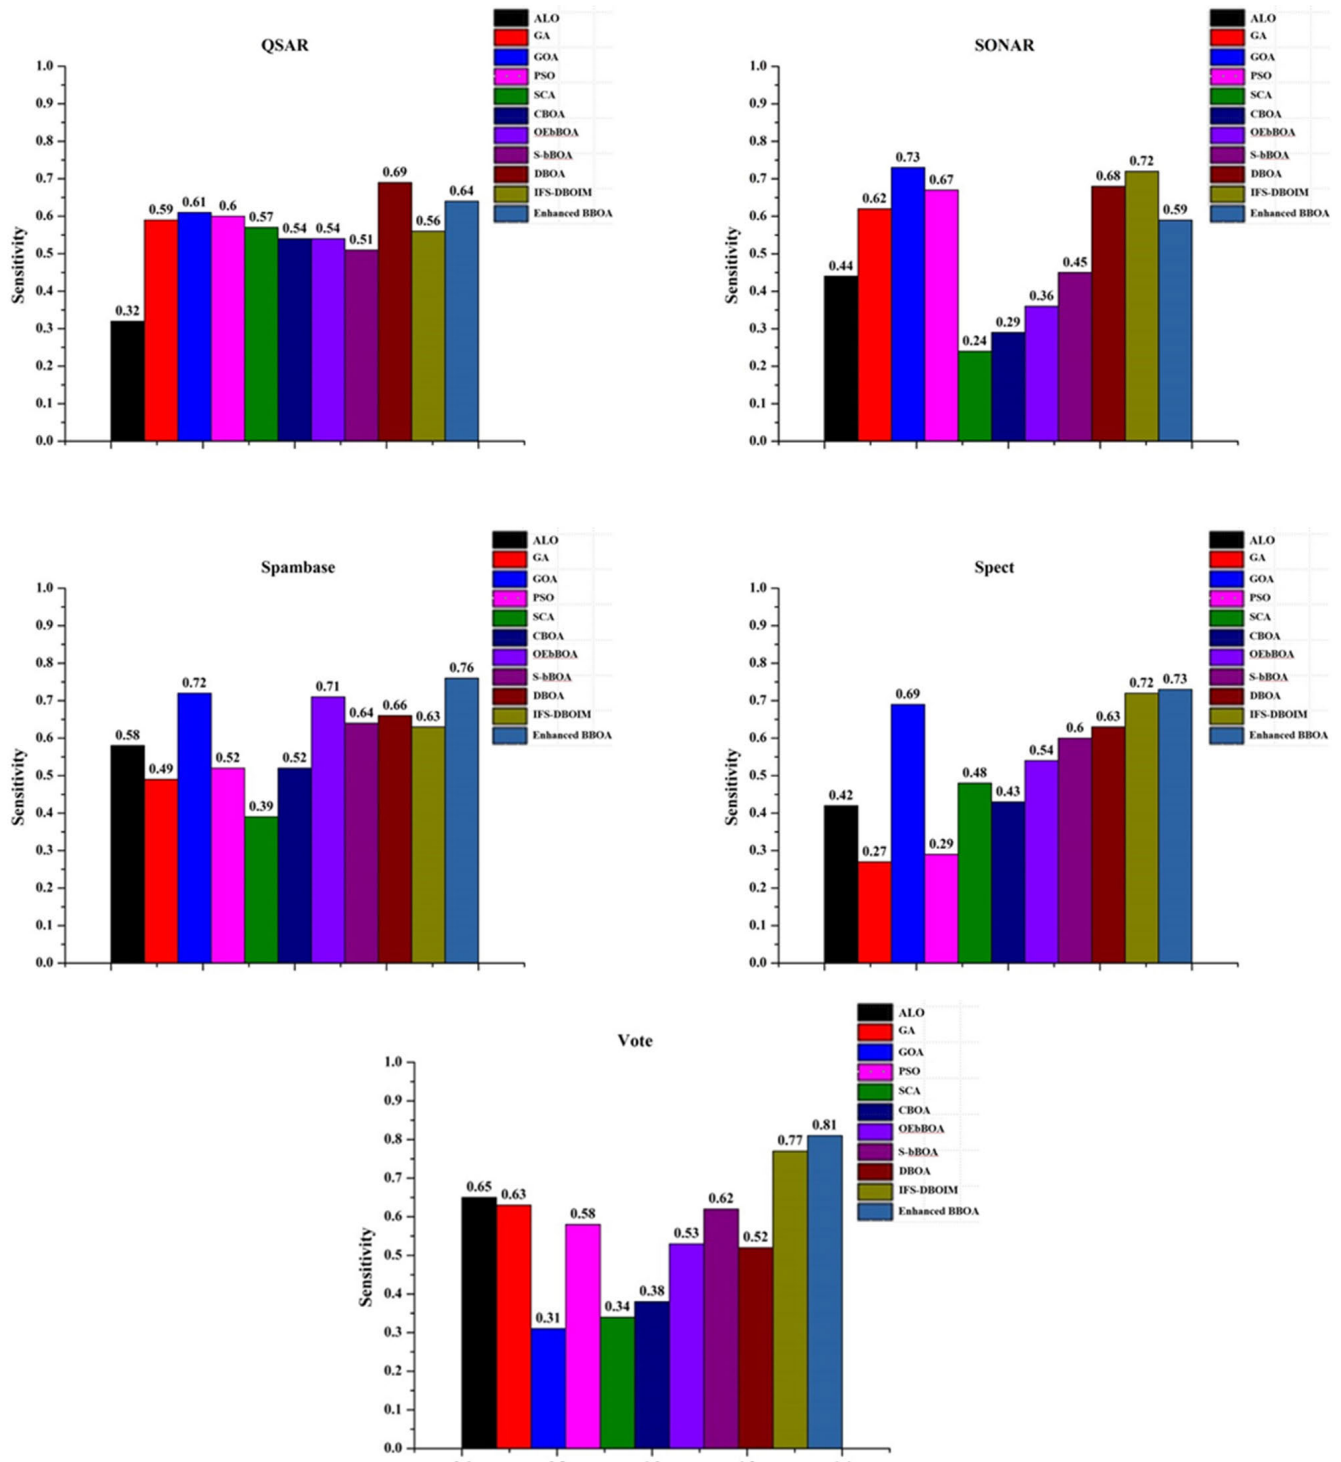 QSAR
Sensitivity
1.0
0.9
0.8
0.7
0.6
0.5
0.4
0.3
0.2
0.1
0.0
0.32
0.59
0.61
0.6
0.57
0.54
0.54
0.51
0.69
0.56
0.64
ALO
GA
GOA
PSO
SCA
CBOA
OEbBOA
S-bBOA
DBOA
IFS-DBOIM
Enhanced BBOA
SONAR
Sensitivity
1.0
0.9
0.8
0.7
0.6
0.5
0.4
0.3
0.2
0.1
0.0
0.44
0.62
0.73
0.67
0.24
0.29
0.36
0.45
0.68
0.72
0.59
ALO
GA
GOA
PSO
SCA
CBOA
OEbBOA
S-bBOA
DBOA
IFS-DBOIM
Enhanced BBOA
Spambase
Sensitivity
1.0
0.9
0.8
0.7
0.6
0.5
0.4
0.3
0.2
0.1
0.0
0.58
0.49
0.72
0.52
0.39
0.52
0.71
0.64
0.66
0.63
0.76
ALO
GA
GOA
PSO
SCA
CBOA
OEbBOA
S-bBOA
DBOA
IFS-DBOIM
Enhanced BBOA
Spect
Sensitivity
1.0
0.9
0.8
0.7
0.6
0.5
0.4
0.3
0.2
0.1
0.0
0.42
0.27
0.69
0.29
0.48
0.43
0.54
0.6
0.63
0.72
0.73
ALO
GA
GOA
PSO
SCA
CBOA
OEbBOA
S-bBOA
DBOA
IFS-DBOIM
Enhanced BBOA
Vote
Sensitivity
1.0
0.9
0.8
0.7
0.6
0.5
0.4
0.3
0.2
0.1
0.0
0.65
0.63
0.31
0.58
0.34
0.38
0.53
0.62
0.52
0.77
0.81
ALO
GA
GOA
PSO
SCA
CBOA
OEbBOA
S-bBOA
DBOA
IFS-DBOIM
Enhanced BBOA